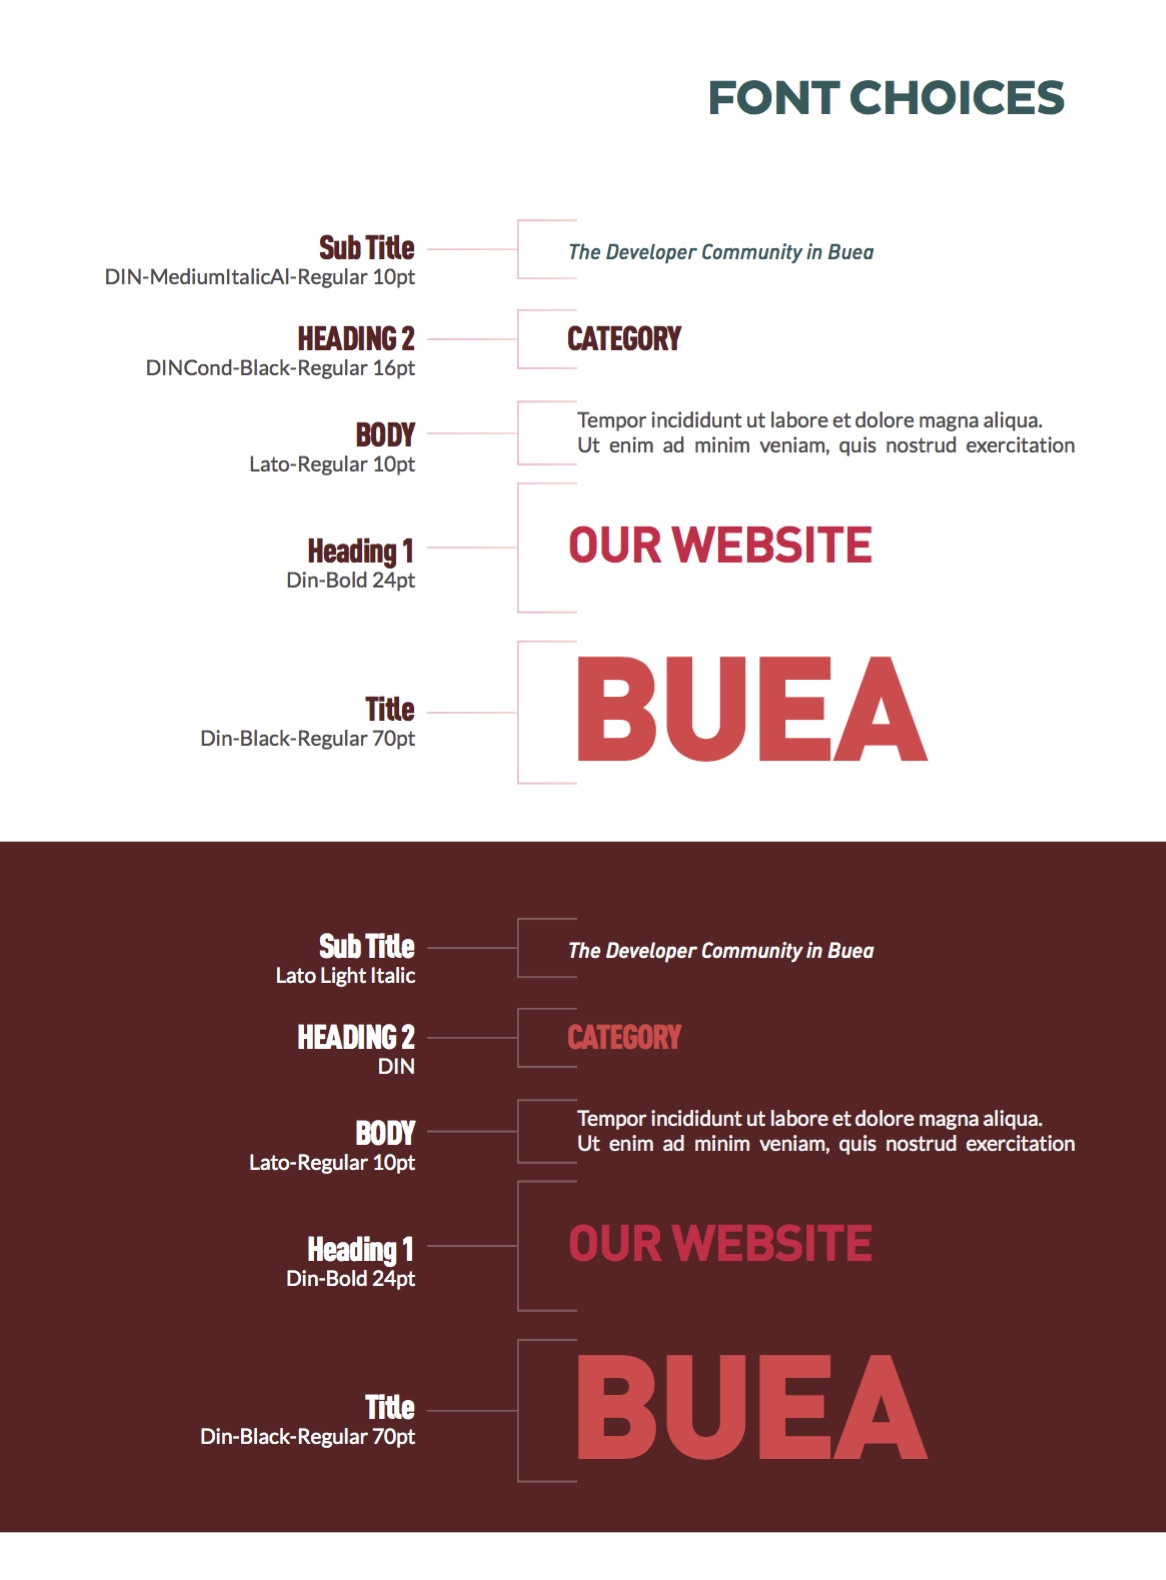 FONT CHOICES
Sub Title
DIN-MediumItalicAl-Regular 10pt
The Developer Community in Buea
HEADING 2
DINCond-Black-Regular 16pt
CATEGORY
BODY
Lato-Regular 10pt
Tempor incididunt ut labore et dolore magna aliqua.
Ut enim ad minim veniam, quis nostrud exercitation
Heading 1
Din-Bold 24pt
OUR WEBSITE
Title
Din-Black-Regular 70pt
BUEA
Sub Title
Lato Light Italic
The Developer Community in Buea
HEADING 2
DIN
CATEGORY
BODY
Lato-Regular 10pt
Tempor incididunt ut labore et dolore magna aliqua.
Ut enim ad minim veniam, quis nostrud exercitation
Heading 1
Din-Bold 24pt
OUR WEBSITE
Title
Din-Black-Regular 70pt
BUEA